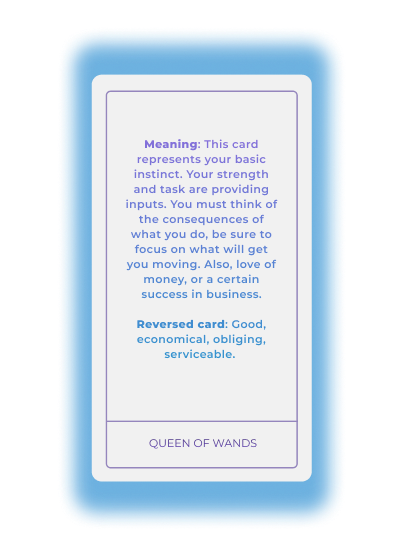 Meaning: This card
represents your basic
instinct. Your strength
and task are providing
inputs. You must think of
the consequences of
what you do, be sure to
focus on what will get
you moving. Also, love of
money, or a certain
success in business.
Reversed card: Good,
economical, obliging,
serviceable.
QUEEN OF WANDS